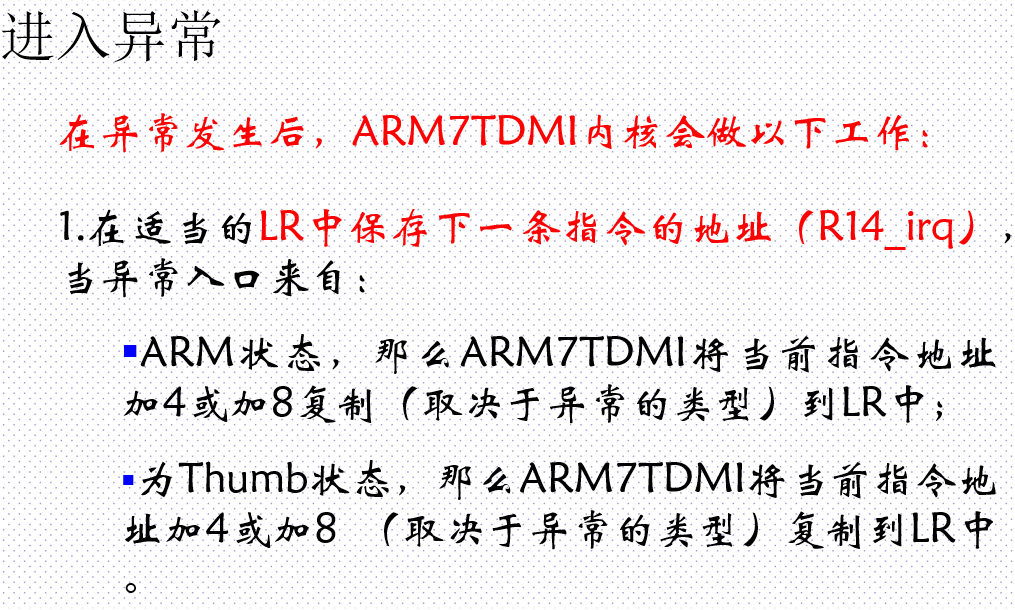 进入异常
在异常发生后，ARM7TDMI内核会做以下工作：
1.在适当的LR中保存下一条指令的地址（R14_irq），
当异常入口来自：
▪ARM状态，那么ARM7TDMI将当前指令地址
加4或加8复制（取决于异常的类型）到LR中；
▪为Thumb状态，那么ARM7TDMI将当前指令地
址加4或加8 （取决于异常的类型）复制到LR中
。